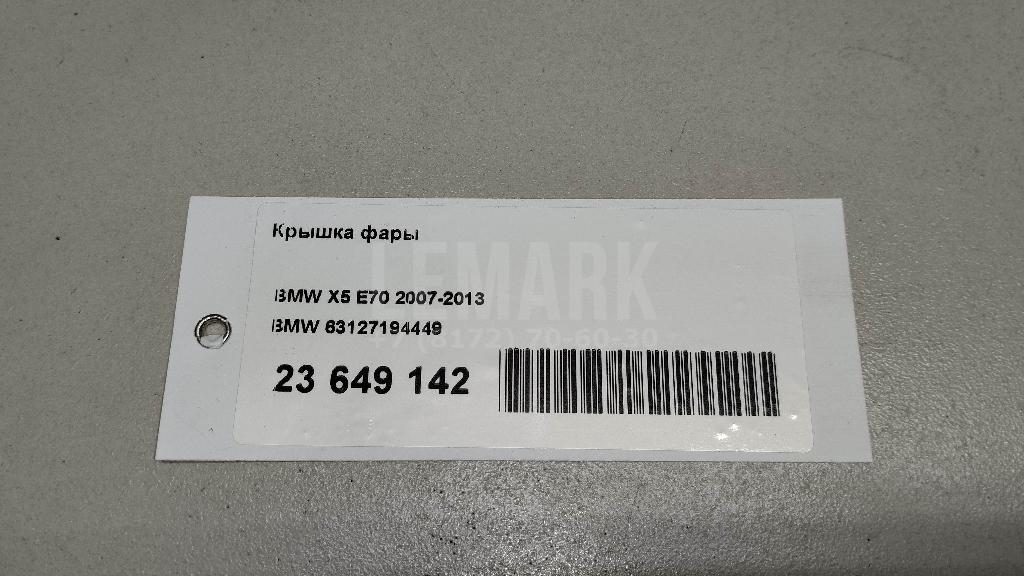 Крышка фары
LEMARK
BMW X5 E70 2007-2013
BMW 63127194449
+7 (8172) 70-60-30
23 649 142